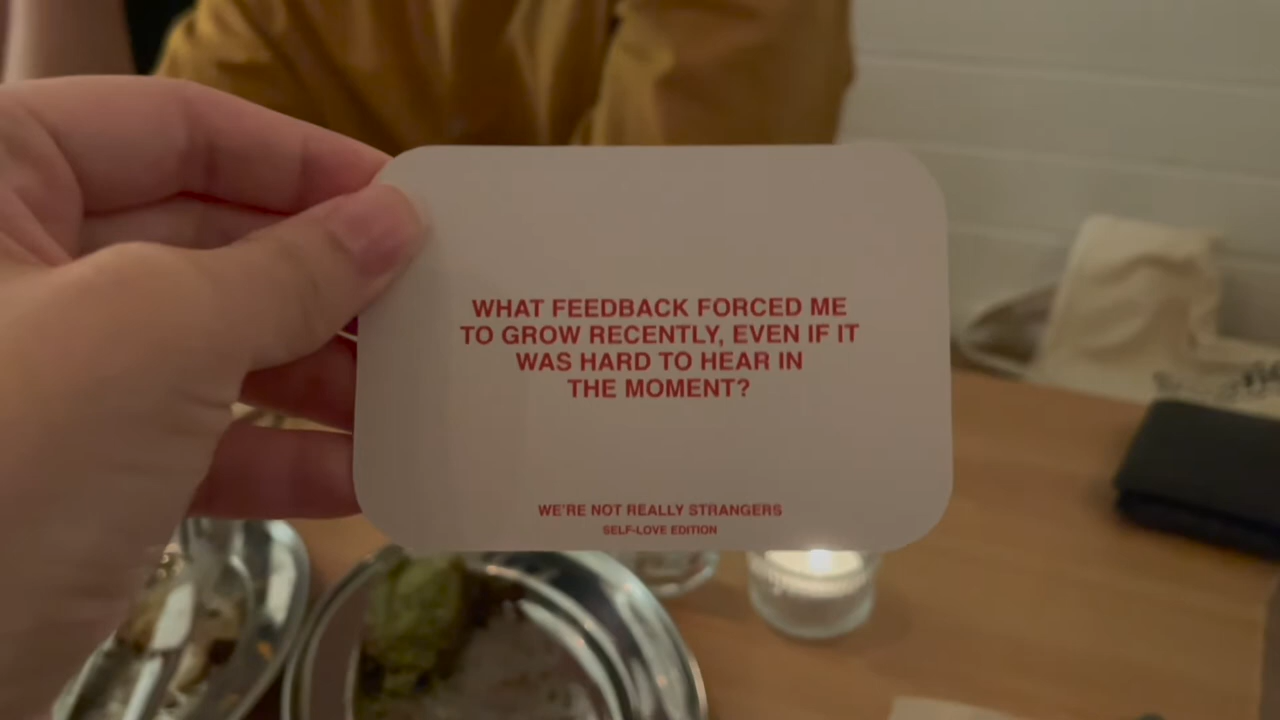 WHAT FEEDBACK FORCED ME
TO GROW RECENTLY, EVEN IF IT
WAS HARD TO HEAR IN
THE MOMENT?
WE'RE NOT REALLY STRANGERS
SELF-LOVE EDITION